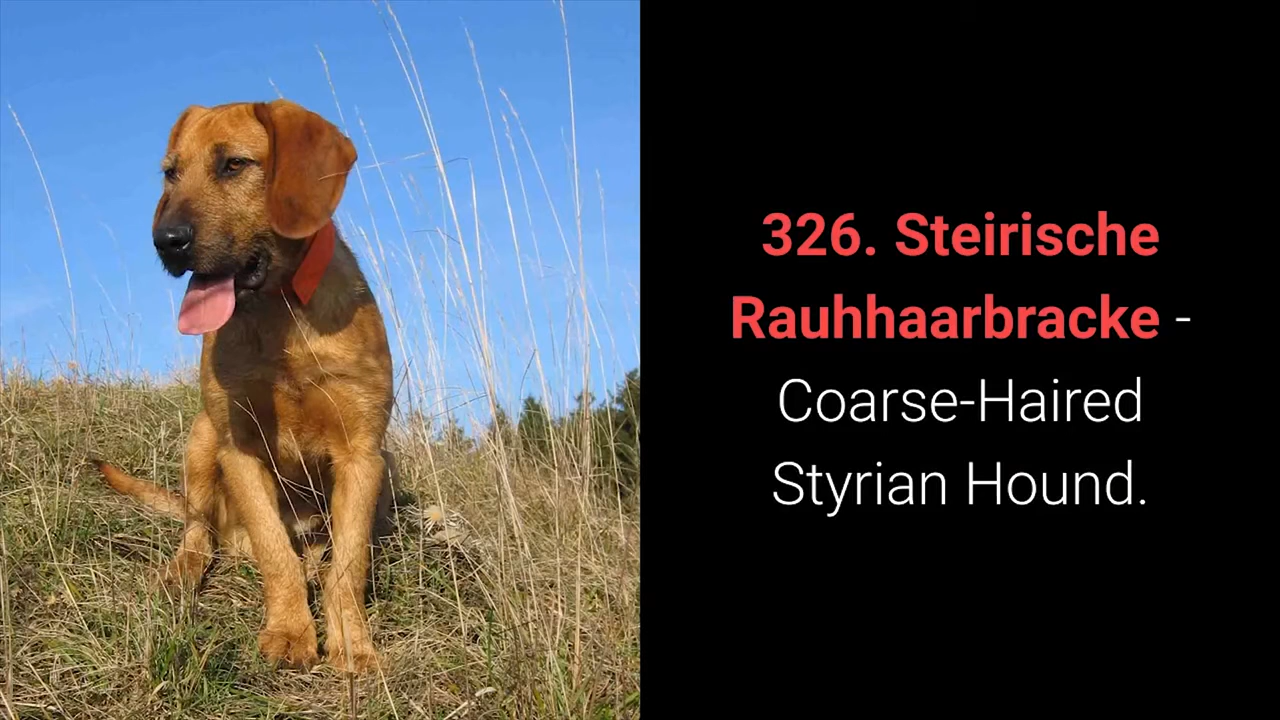 326. Steirische
Rauhhaarbracke -
Coarse-Haired
Styrian Hound.